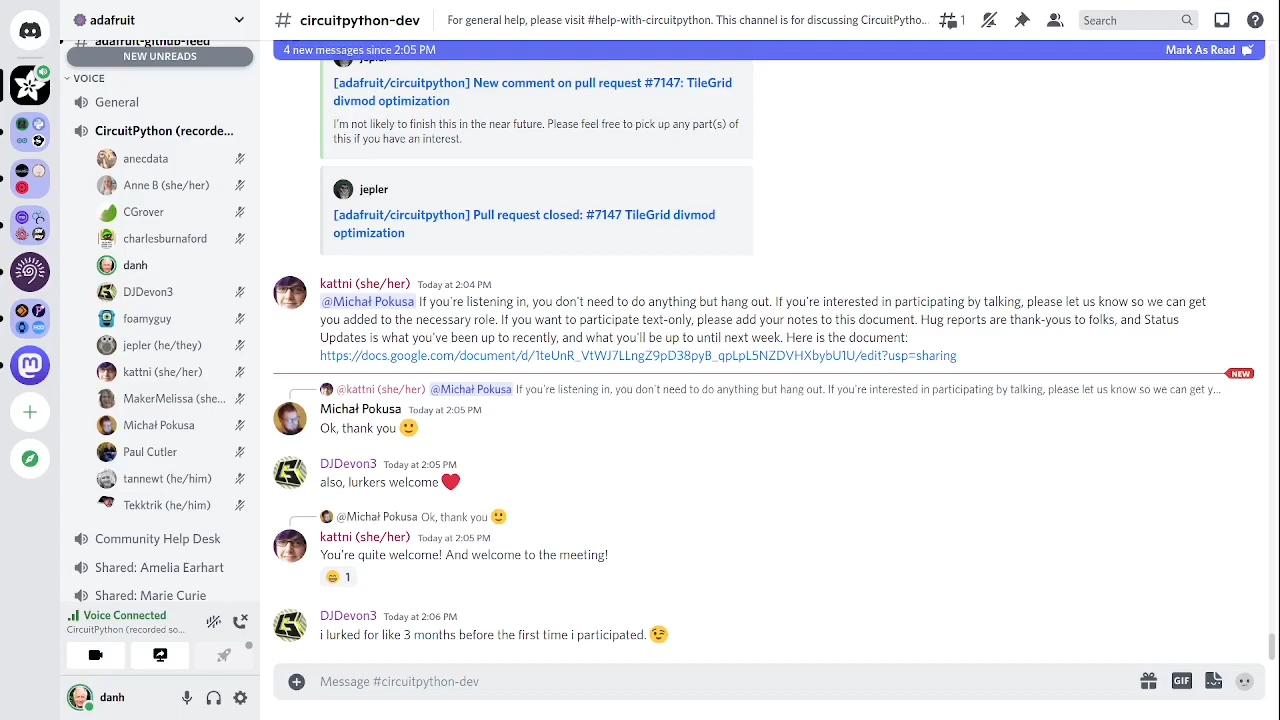 adafruit
# circuitpython-dev
For general help, please visit #help-with-circuitpython. This channel is for discussing CircuitPytho...
1
Search
adafruit-github-feed
NEW UNREADS
VOICE
General
CircuitPython (recorde...
anecdata
Anne B (she/her)
CGrover
charlesburnaford
danh
DJDevon3
foamyguy
jepler (he/they)
kattni (she/her)
MakerMelissa (she...
Michał Pokusa
Paul Cutler
tannewt (he/him)
Tekktrik (he/him)
Community Help Desk
Shared: Amelia Earhart
Shared: Marie Curie
Voice Connected
CircuitPython (recorded so...
danh
4 new messages since 2:05 PM
Mark As Read
jepler
[adafruit/circuitpython] New comment on pull request #7147: TileGrid
divmod optimization
I'm not likely to finish this in the near future. Please feel free to pick up any part(s) of
this if you have an interest.
jepler
[adafruit/circuitpython] Pull request closed: #7147 TileGrid divmod
optimization
kattni (she/her) Today at 2:04 PM
@Michał Pokusa If you're listening in, you don't need to do anything but hang out. If you're interested in participating by talking, please let us know so we can get
you added to the necessary role. If you want to participate text-only, please add your notes to this document. Hug reports are thank-yous to folks, and Status
Updates is what you've been up to recently, and what you'll be up to until next week. Here is the document:
https://docs.google.com/document/d/1teUnR_VtWJ7LLngZ9pD38pyB_qpLpL5NZDVHXbybU1U/edit?usp=sharing
NEW
@kattni (she/her) @Michał Pokusa If you're listening in, you don't need to do anything but hang out. If you're interested in participating by talking, please let us know so we can get y...
Michał Pokusa Today at 2:05 PM
Ok, thank you 🙂
DJDevon3 Today at 2:05 PM
also, lurkers welcome ❤️
@Michał Pokusa Ok, thank you 🙂
kattni (she/her) Today at 2:05 PM
You're quite welcome! And welcome to the meeting!
😄 1
DJDevon3 Today at 2:06 PM
i lurked for like 3 months before the first time i participated. 😉
Message #circuitpython-dev
GIF